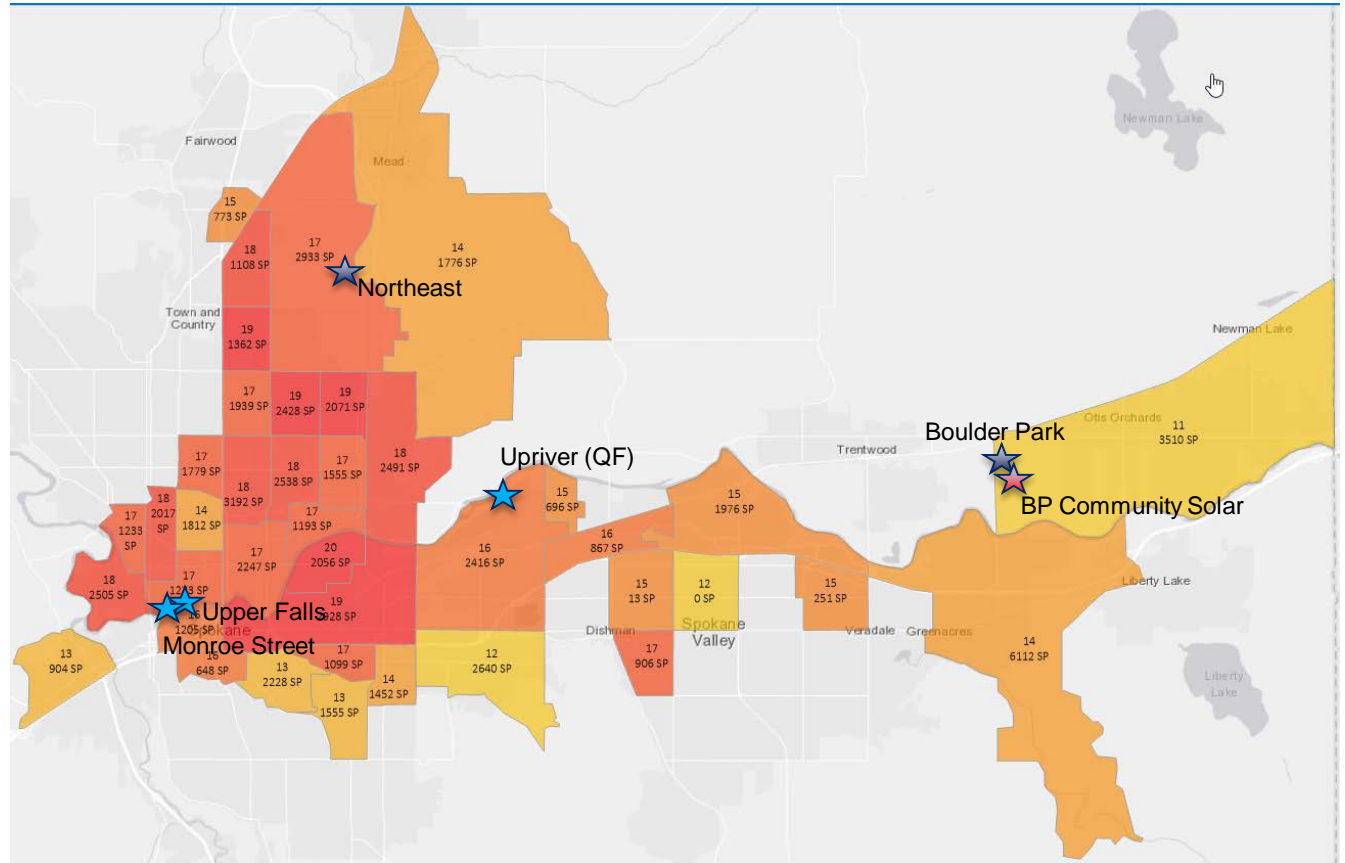 Newman Lake
Fairwood
Mead
15
773 SP
18
1108 SP
17
2933 SP
14
1776 SP
Northeast
Town and
Country
19
1362 SP
Newman Lake
17
1939 SP
19
2428 SP
19
2071 SP
Otis Orchards
11
3510 SP
Boulder Park
Trentwood
BP Community Solar
Upriver (QF)
17
1779 SP
18
3192 SP
18
2538 SP
17
1555 SP
18
2491 SP
15
696 SP
15
1976 SP
17
1233
SP
18
2017
SP
14
1812 SP
17
1193 SP
17
2247 SP
20
2056 SP
16
2416 SP
16
867 SP
18
2505 SP
17
SP
Upper Falls
16
1205 SP
Spokane
Monroe Street
19
3928 SP
15
13 SP
12
0 SP
15
251 SP
Liberty Lake
Dishman
Spokane
Valley
Veradale
Greenacres
13
904 SP
16
648 SP
13
2228 SP
17
1099 SP
14
1452 SP
13
1555 SP
12
2640 SP
17
906 SP
14
6112 SP
Liberty
Lake